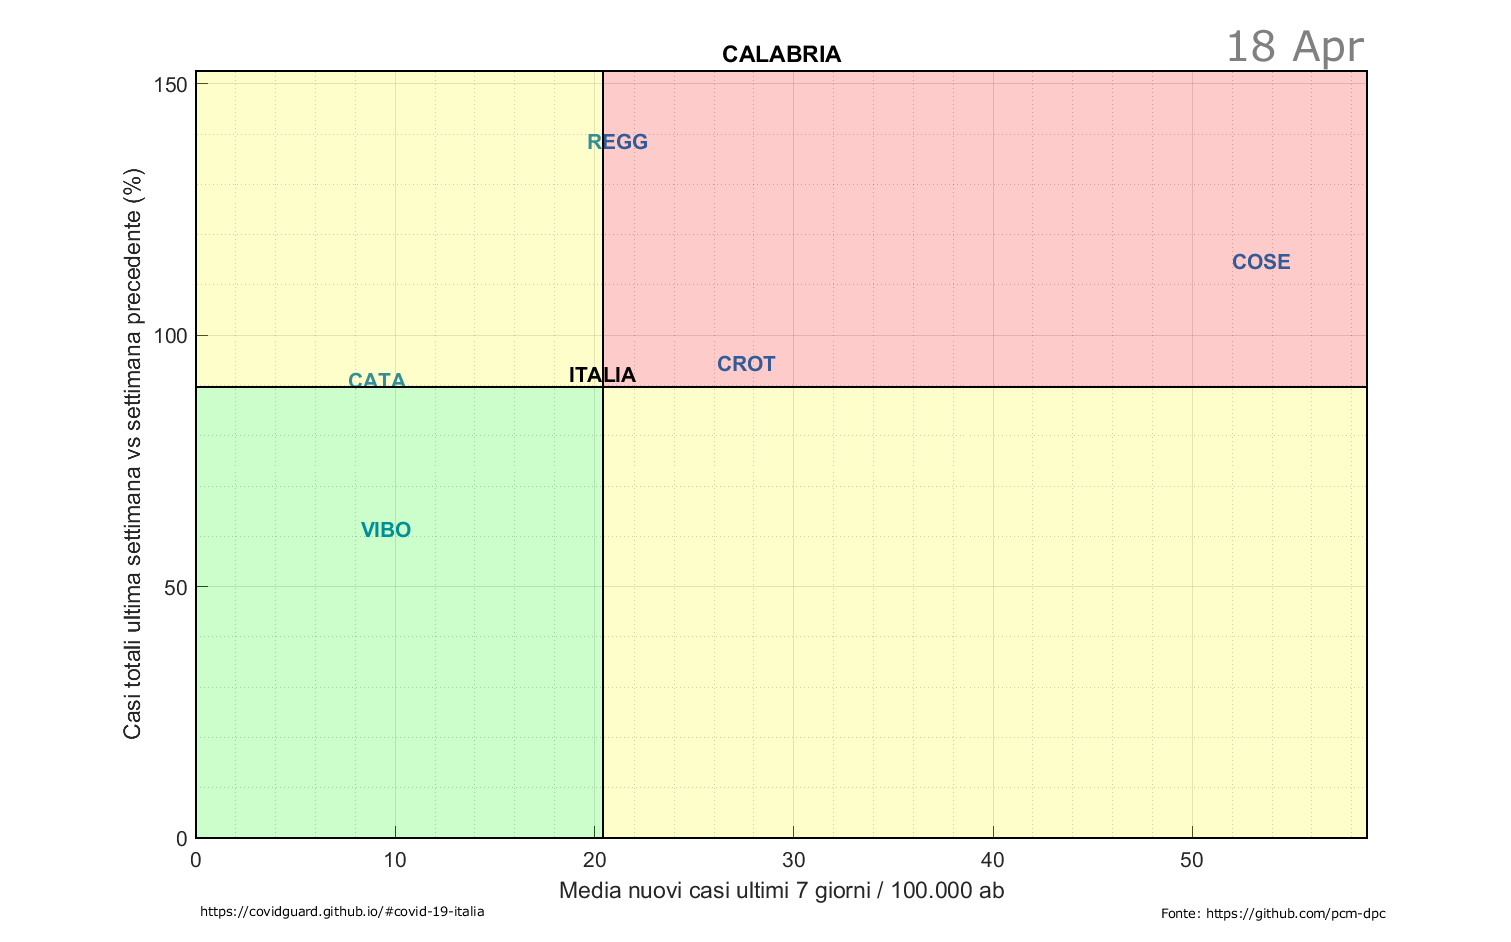 18 Apr
CALABRIA
150
REGG
COSE
100
CROT
ITALIA
CATA
VIBO
50
0
0 10 20 30 40 50
Casi totali ultima settimana vs settimana precedente (%)
Media nuovi casi ultimi 7 giorni / 100.000 ab
https://covidguard.github.io/#covid-19-italia
Fonte: https://github.com/pcm-dpc